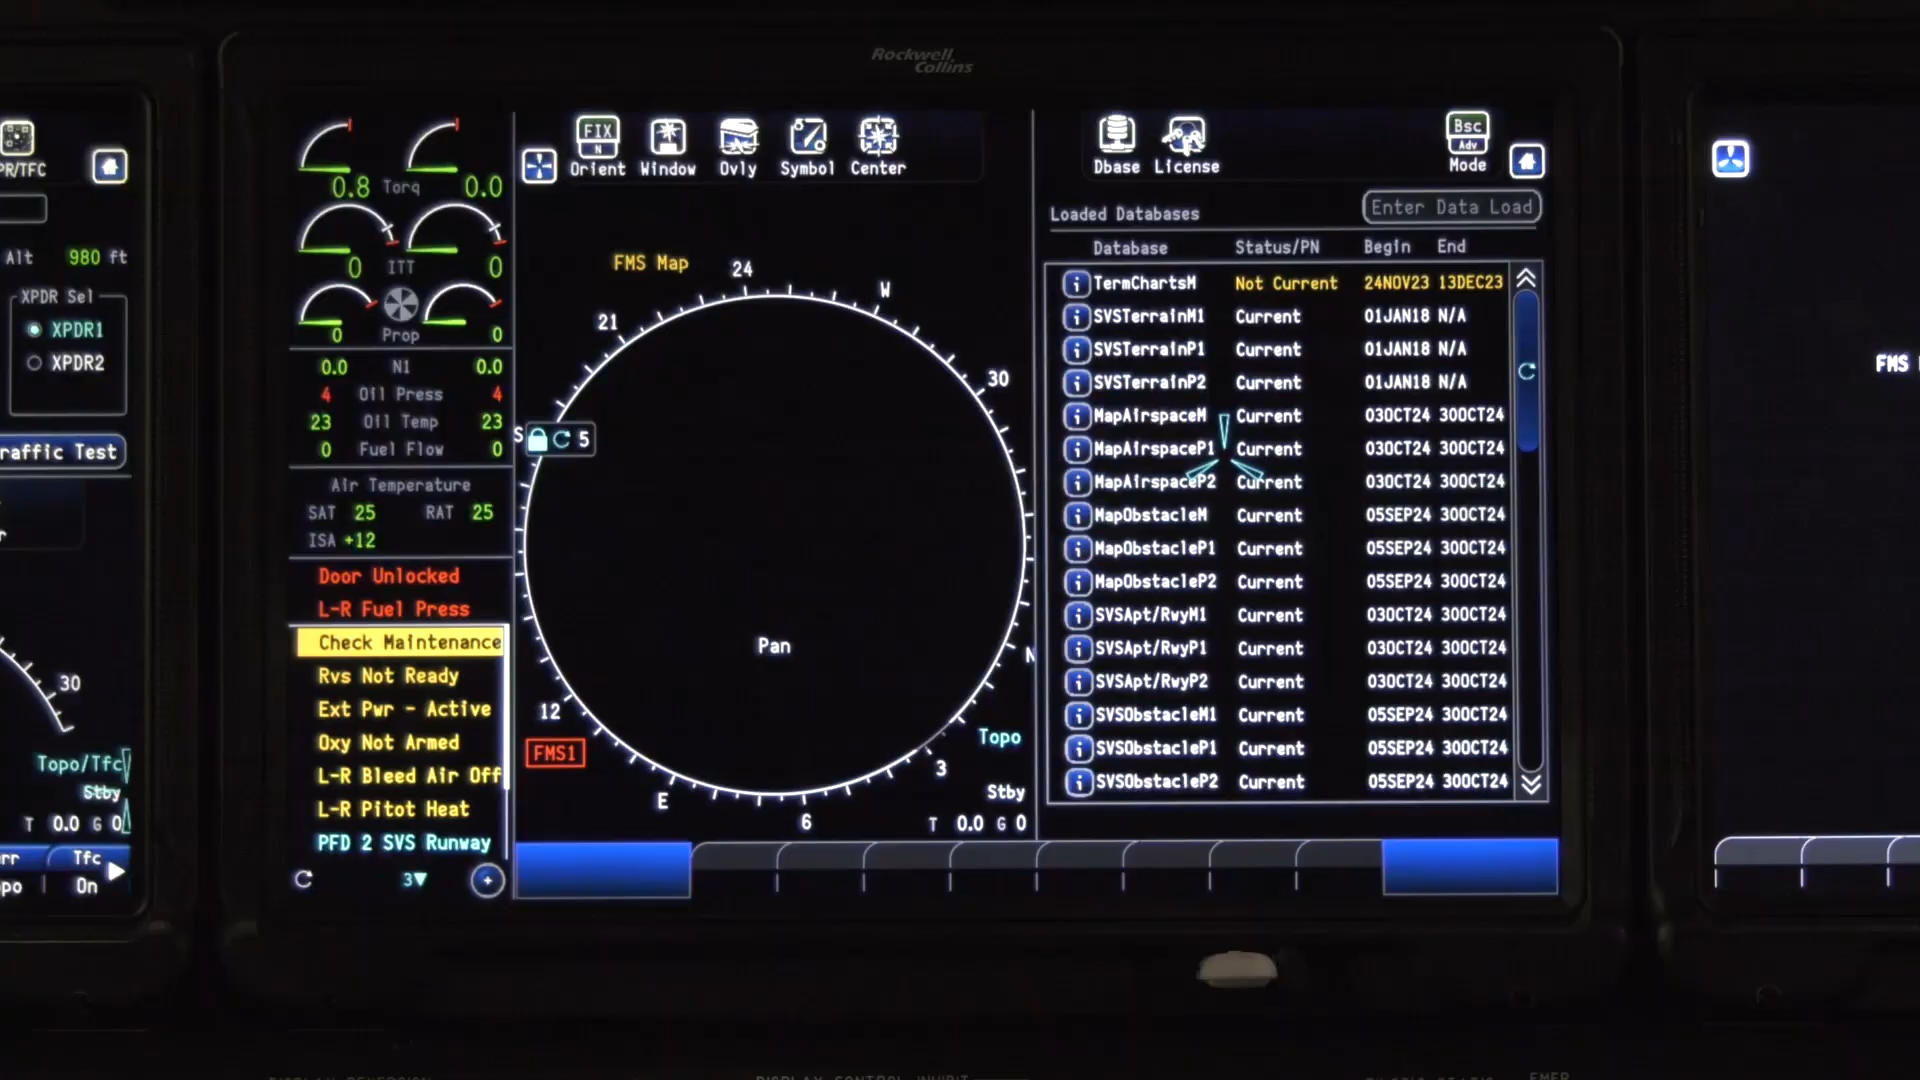 Rockwell
Collins
PR/TFC
Alt 980 ft
XPDR Sel
XPDR1
XPDR2
raffic Test
30
Topo/Tfc
Stby
T 0.0 G 0
Tfc
On
0.8 Torq 0.0
0 ITT 0
0 Prop 0
0.0 N1 0.0
4 Oil Press 4
23 Oil Temp 23
0 Fuel Flow 0
Air Temperature
SAT 25 RAT 25
ISA +12
Door Unlocked
L-R Fuel Press
Check Maintenance
Rvs Not Ready
Ext Pwr - Active
Oxy Not Armed
L-R Bleed Air Off
L-R Pitot Heat
PFD 2 SVS Runway
3
FIX
N
Orient Window Ovly Symbol Center
FMS Map
24
W
21
30
S
5
Pan
N
12
FMS1
Topo
3
E
6
Stby
T 0.0 G 0
Bsc
Adv
Dbase License Mode
Loaded Databases Enter Data Load
Database Status/PN Begin End
TermChartsM Not Current 24NOV23 13DEC23
SVSTerrainM1 Current 01JAN18 N/A
SVSTerrainP1 Current 01JAN18 N/A
SVSTerrainP2 Current 01JAN18 N/A
MapAirspaceM Current 03OCT24 30OCT24
MapAirspaceP1 Current 03OCT24 30OCT24
MapAirspaceP2 Current 03OCT24 30OCT24
MapObstacleM Current 05SEP24 30OCT24
MapObstacleP1 Current 05SEP24 30OCT24
MapObstacleP2 Current 05SEP24 30OCT24
SVSApt/RwyM1 Current 03OCT24 30OCT24
SVSApt/RwyP1 Current 03OCT24 30OCT24
SVSApt/RwyP2 Current 03OCT24 30OCT24
SVSObstacleM1 Current 05SEP24 30OCT24
SVSObstacleP1 Current 05SEP24 30OCT24
SVSObstacleP2 Current 05SEP24 30OCT24
FMS